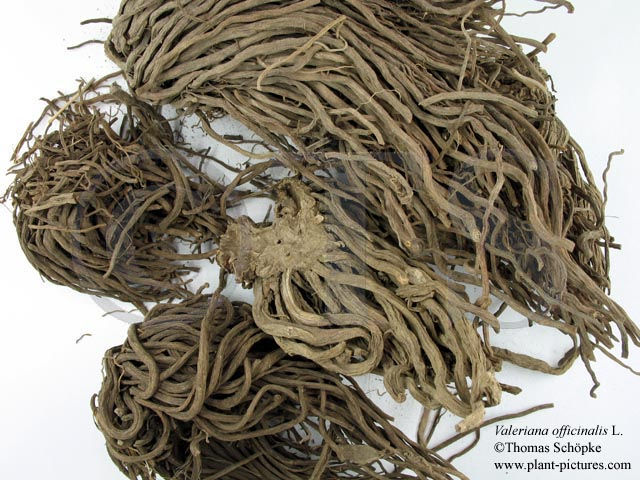 Valeriana officinalis L.
©Thomas Schöpke
www.plant-pictures.com